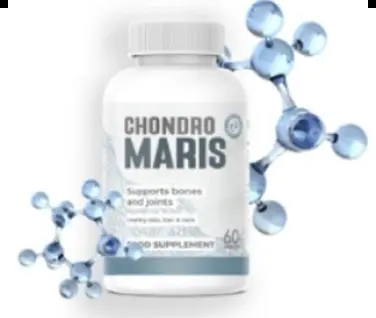 CHONDRO
MARIS
Supports bones
and joints
FOOD SUPPLEMENT
60